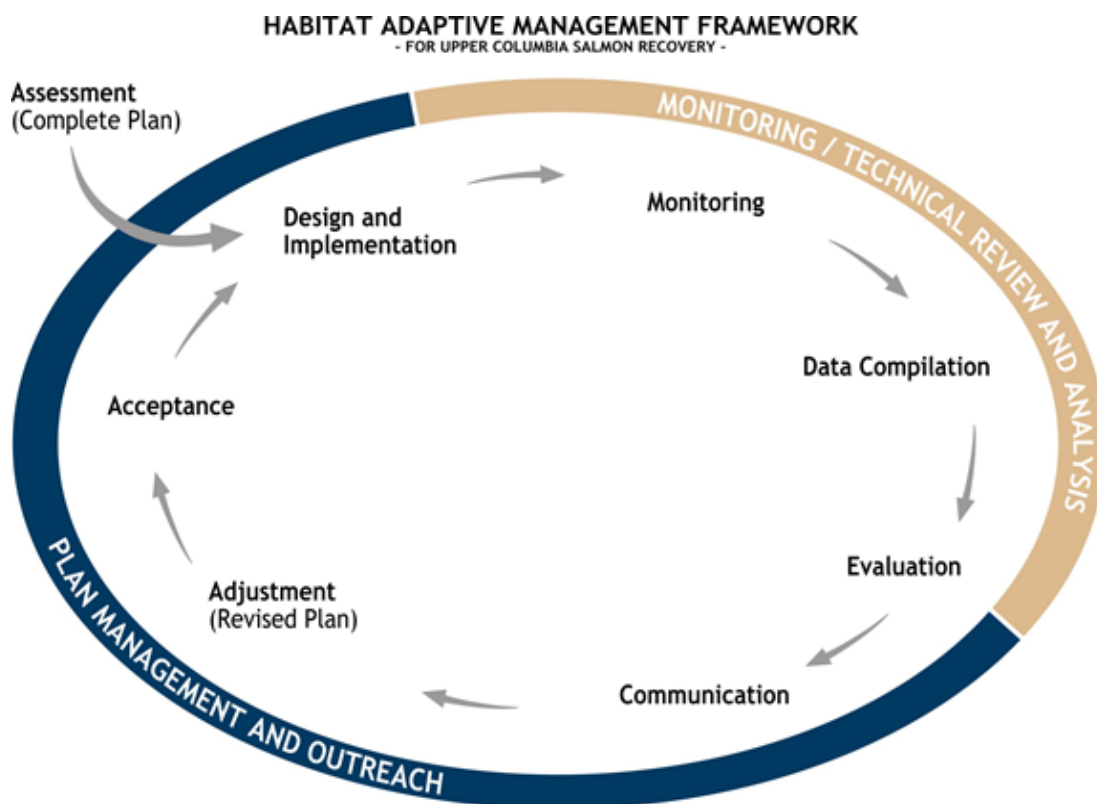 HABITAT ADAPTIVE MANAGEMENT FRAMEWORK
- FOR UPPER COLUMBIA SALMON RECOVERY -
Assessment
(Complete Plan)
MONITORING / TECHNICAL REVIEW AND ANALYSIS
Design and
Implementation
Monitoring
Data Compilation
Acceptance
Evaluation
Adjustment
(Revised Plan)
Communication
PLAN MANAGEMENT AND OUTREACH